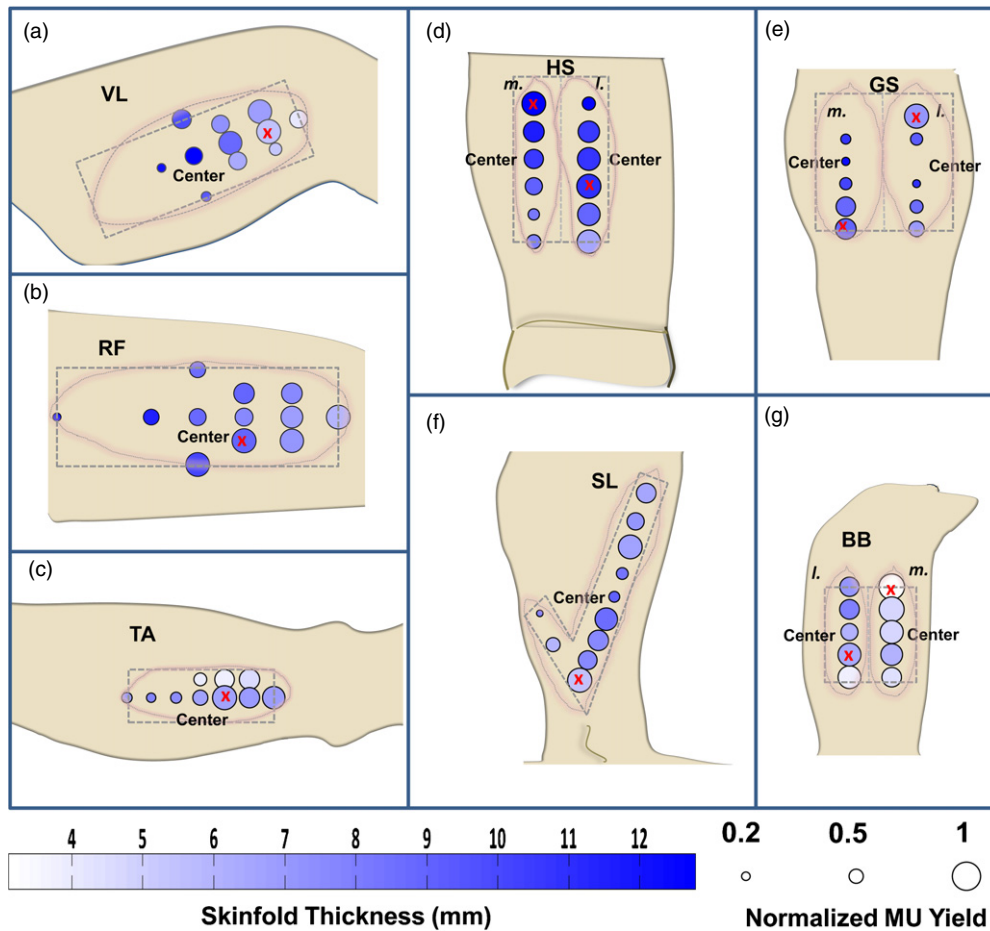 (a)
VL
X
Center
(b)
RF
Center
X
(c)
TA
X
Center
(d)
HS
m.
l.
X
Center
Center
X
(e)
GS
m.
l.
X
Center
Center
X
(f)
SL
Center
X
(g)
BB
l.
m.
X
Center
Center
X
4 5 6 7 8 9 10 11 12
Skinfold Thickness (mm)
0.2 0.5 1
Normalized MU Yield